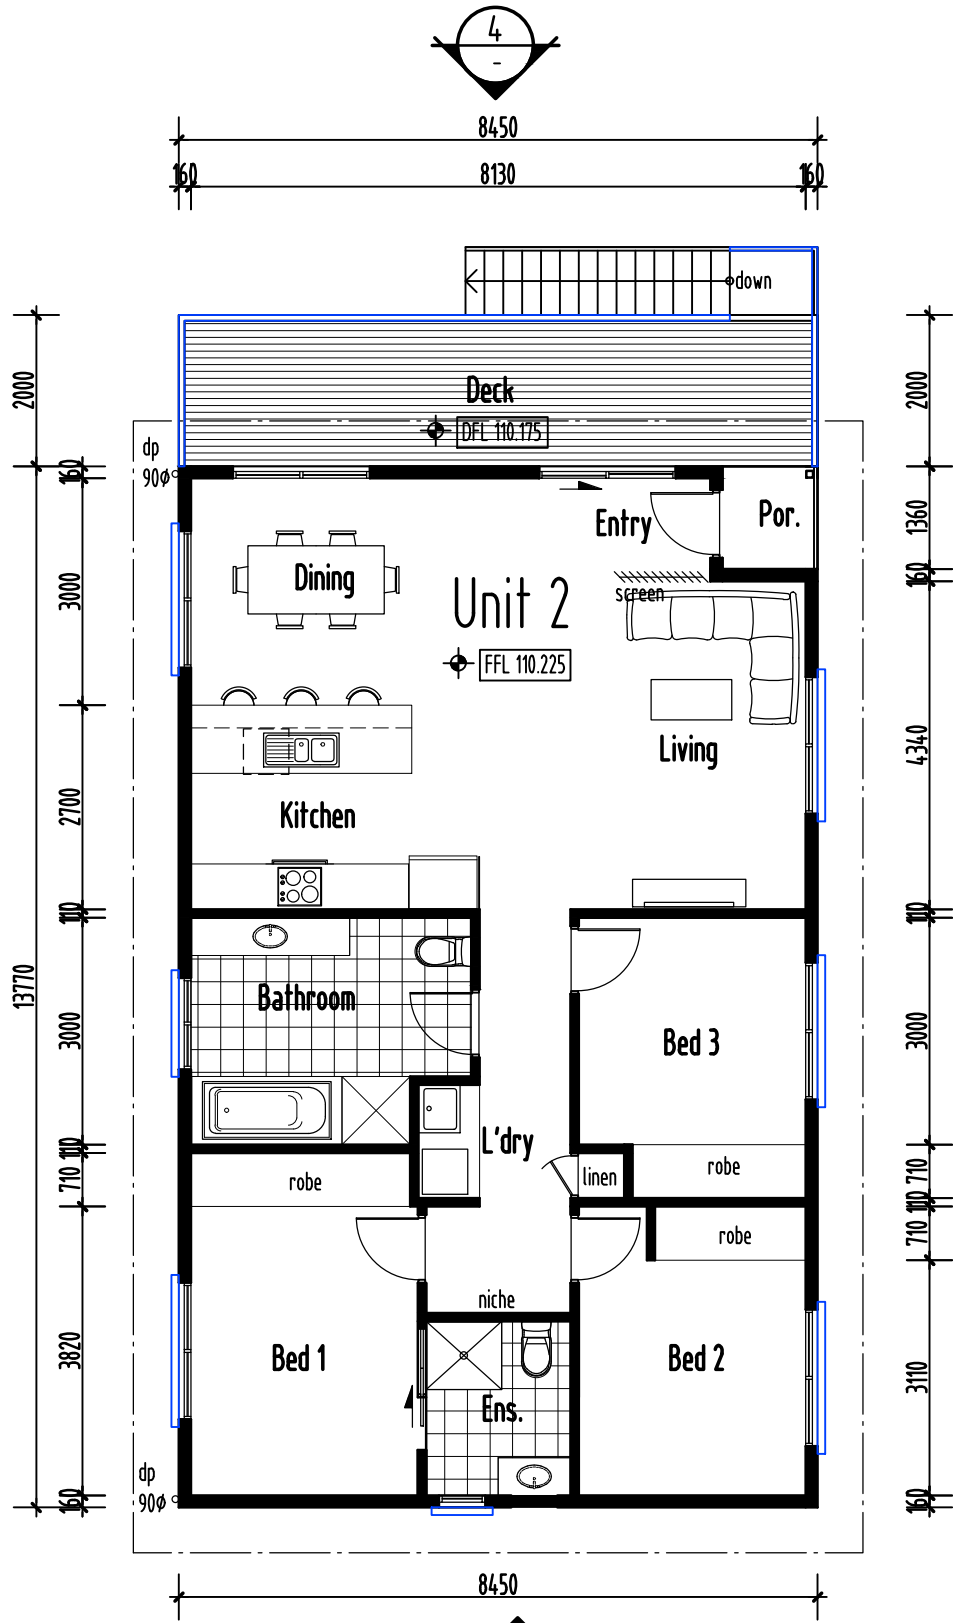 4
-
8450
160
8130
160
down
2000
2000
Deck
DFL 110.175
dp
90ø
160
Por.
1360
Entry
160
screen
Dining
3000
Unit 2
FFL 110.225
Living
4340
2700
Kitchen
110
110
13770
Bathroom
3000
Bed 3
3000
L'dry
110
710
robe
linen
robe
710
110
robe
710
niche
3820
Bed 1
Bed 2
3110
Ens.
dp
90ø
160
160
8450